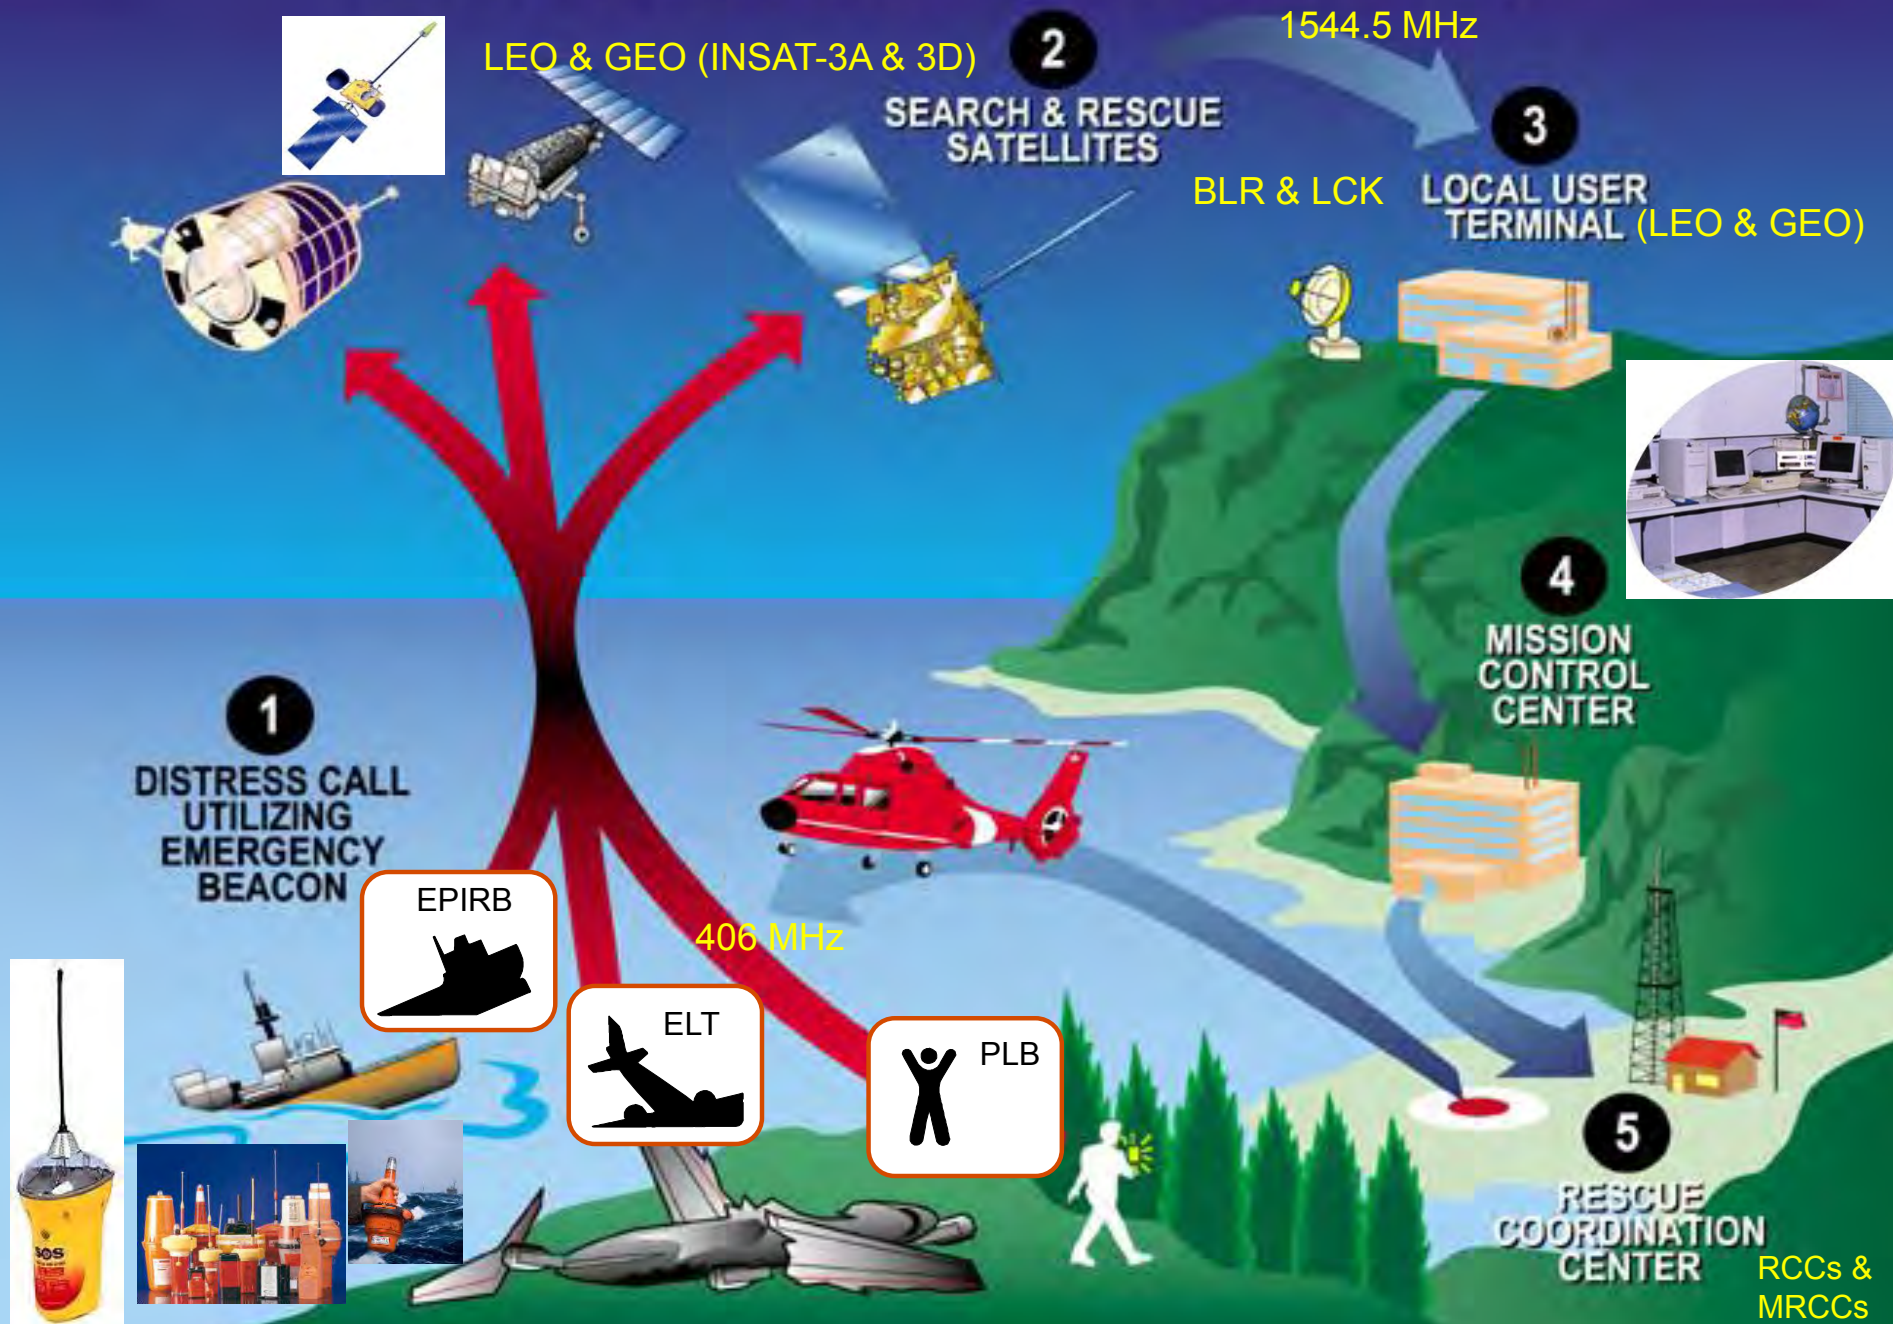 LEO & GEO (INSAT-3A & 3D)
2
SEARCH & RESCUE
SATELLITES
1544.5 MHz
3
BLR & LCK
LOCAL USER
TERMINAL (LEO & GEO)
4
MISSION
CONTROL
CENTER
1
DISTRESS CALL
UTILIZING
EMERGENCY
BEACON
EPIRB
406 MHz
ELT
PLB
5
RESCUE
COORDINATION
CENTER
RCCs &
MRCCs
SOS